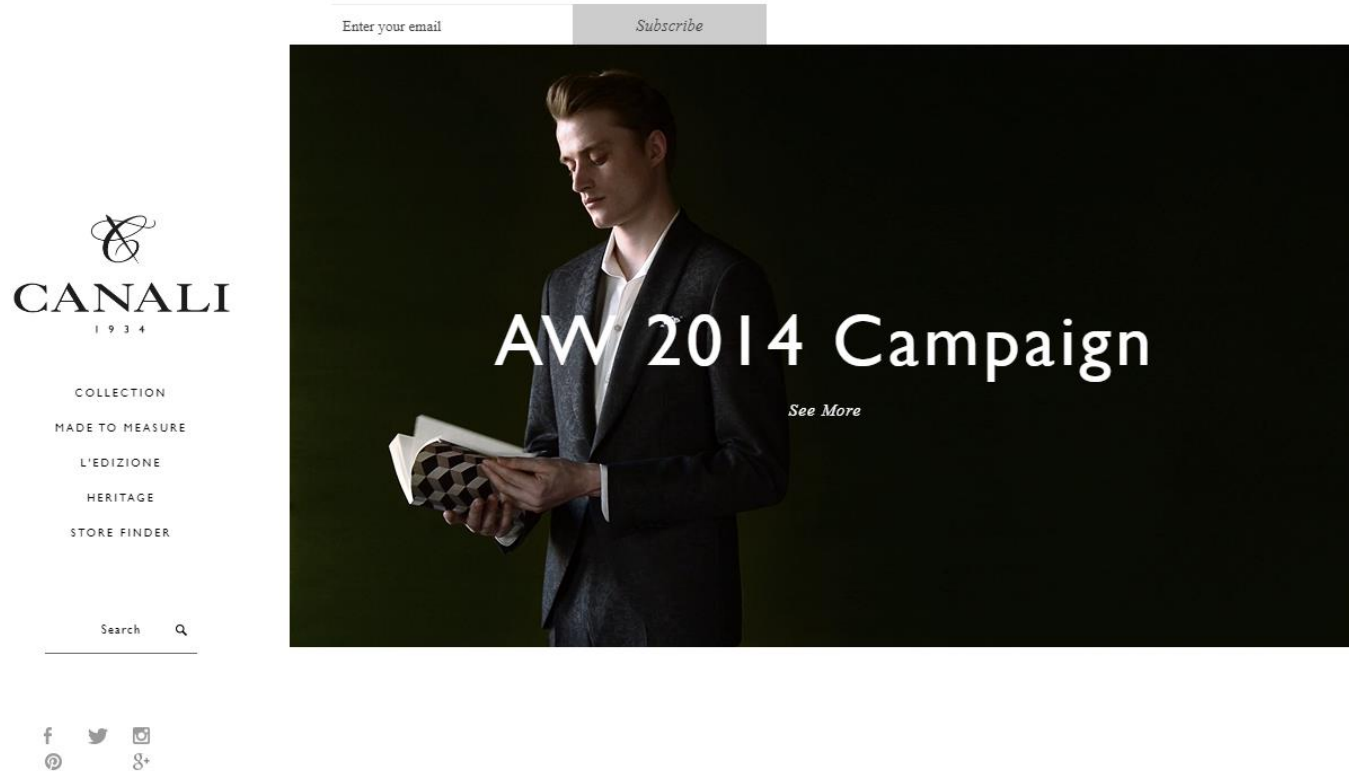 Enter your email
Subscribe
CANALI
1934
COLLECTION
MADE TO MEASURE
L'EDIZIONE
HERITAGE
STORE FINDER
Search
AW 2014 Campaign
See More
g+